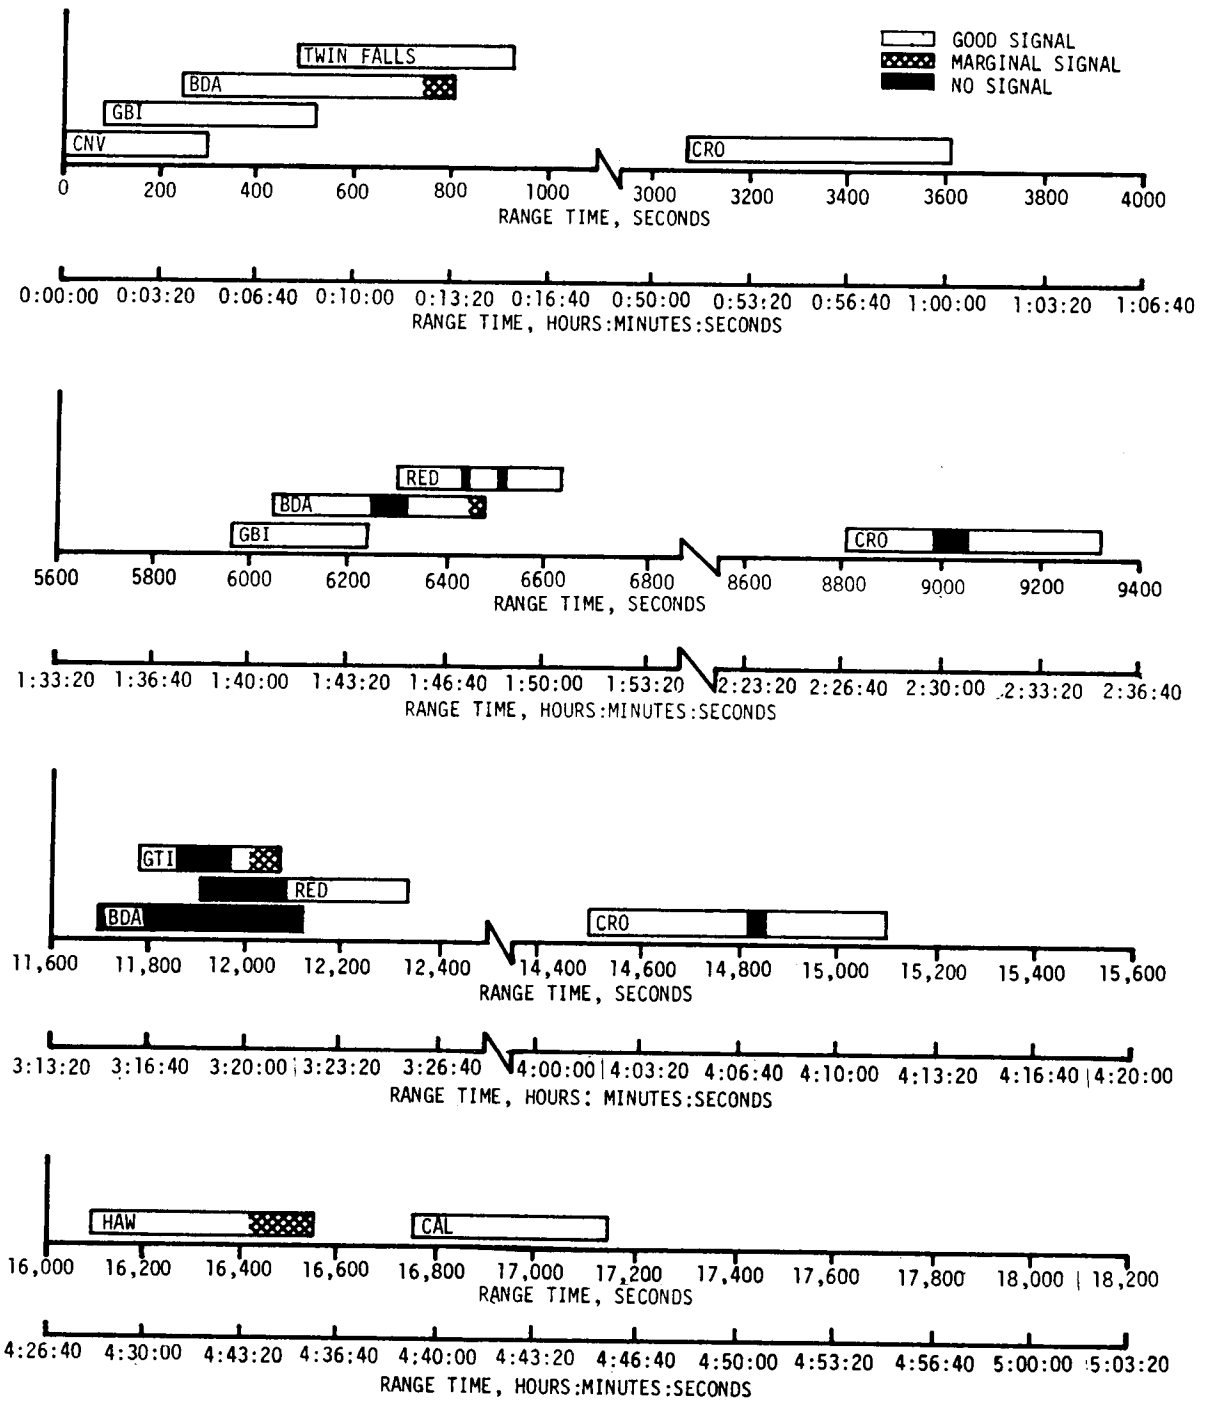 GOOD SIGNAL
MARGINAL SIGNAL
NO SIGNAL
TWIN FALLS
BDA
GBI
CNV
CRO
0 200 400 600 800 1000 3000 3200 3400 3600 3800 4000
RANGE TIME, SECONDS
0:00:00 0:03:20 0:06:40 0:10:00 0:13:20 0:16:40 0:50:00 0:53:20 0:56:40 1:00:00 1:03:20 1:06:40
RANGE TIME, HOURS:MINUTES:SECONDS
RED
BDA
GBI
CRO
5600 5800 6000 6200 6400 6600 6800 8600 8800 9000 9200 9400
RANGE TIME, SECONDS
1:33:20 1:36:40 1:40:00 1:43:20 1:46:40 1:50:00 1:53:20 2:23:20 2:26:40 2:30:00 2:33:20 2:36:40
RANGE TIME, HOURS:MINUTES:SECONDS
GTI
RED
BDA
CRO
11,600 11,800 12,000 12,200 12,400 14,400 14,600 14,800 15,000 15,200 15,400 15,600
RANGE TIME, SECONDS
3:13:20 3:16:40 3:20:00 3:23:20 3:26:40 4:00:00 4:03:20 4:06:40 4:10:00 4:13:20 4:16:40 4:20:00
RANGE TIME, HOURS: MINUTES:SECONDS
HAW
CAL
16,000 16,200 16,400 16,600 16,800 17,000 17,200 17,400 17,600 17,800 18,000 18,200
RANGE TIME, SECONDS
4:26:40 4:30:00 4:43:20 4:36:40 4:40:00 4:43:20 4:46:40 4:50:00 4:53:20 4:56:40 5:00:00 5:03:20
RANGE TIME, HOURS:MINUTES:SECONDS